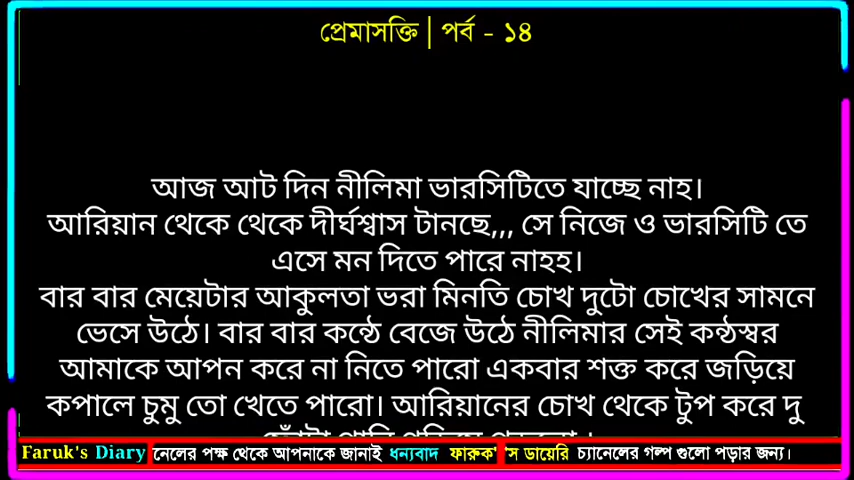 প্রেমাসক্তি | পর্ব - ১৪
আজ আট দিন নীলিমা ভারসিটিতে যাচ্ছে নাহ।
আরিয়ান থেকে থেকে দীর্ঘশ্বাস টানছে,,, সে নিজে ও ভারসিটি তে
এসে মন দিতে পারে নাহহ।
বার বার মেয়েটার আকুলতা ভরা মিনতি চোখ দুটো চোখের সামনে
ভেসে উঠে। বার বার কন্ঠে বেজে উঠে নীলিমার সেই কন্ঠস্বর
আমাকে আপন করে না নিতে পারো একবার শক্ত করে জড়িয়ে
কপালে চুমু তো খেতে পারো। আরিয়ানের চোখ থেকে টুপ করে দু
Faruk's Diary নেলের পক্ষ থেকে আপনাকে জানাই ধন্যবাদ ফারুক'স ডায়েরি চ্যানেলের গল্প গুলো পড়ার জন্য।